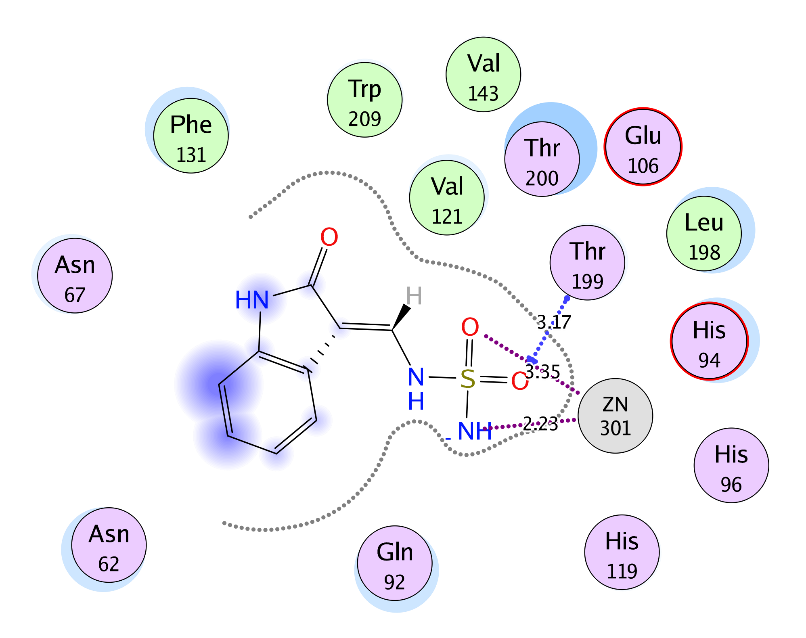 Val
143
Trp
209
Phe
131
Thr
200
Glu
106
Val
121
Leu
198
Asn
67
Thr
199
O
HN
H
3.17
His
94
O
O
3.35
N
H
S
ZN
301
-
NH
2.23
His
96
Asn
62
Gln
92
His
119